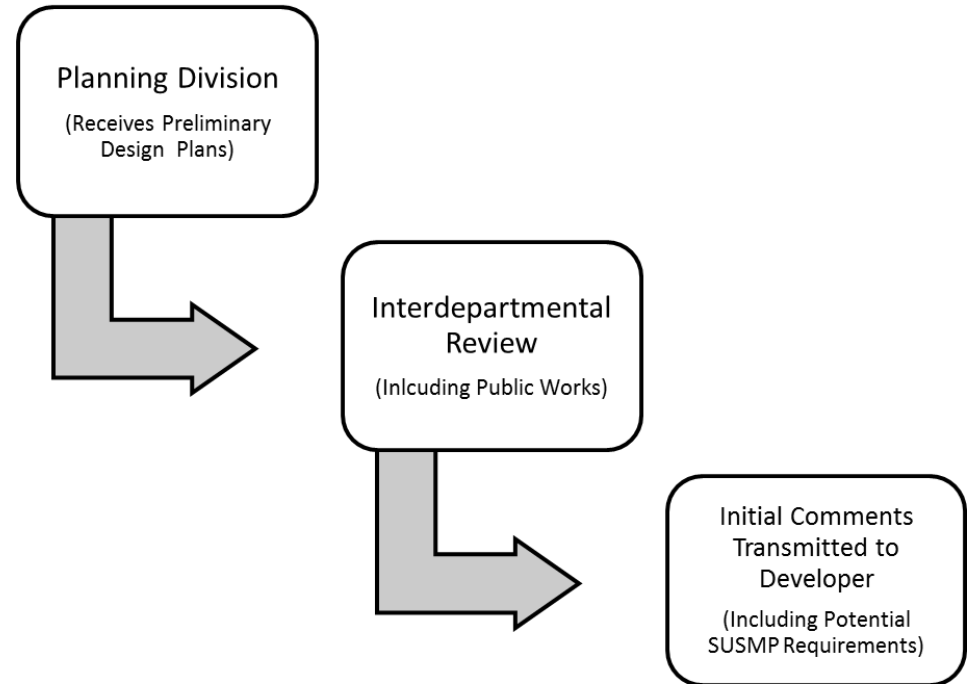 Planning Division
(Receives Preliminary
Design Plans)
Interdepartmental
Review
(Inlcuding Public Works)
Initial Comments
Transmitted to
Developer
(Including Potential
SUSMP Requirements)